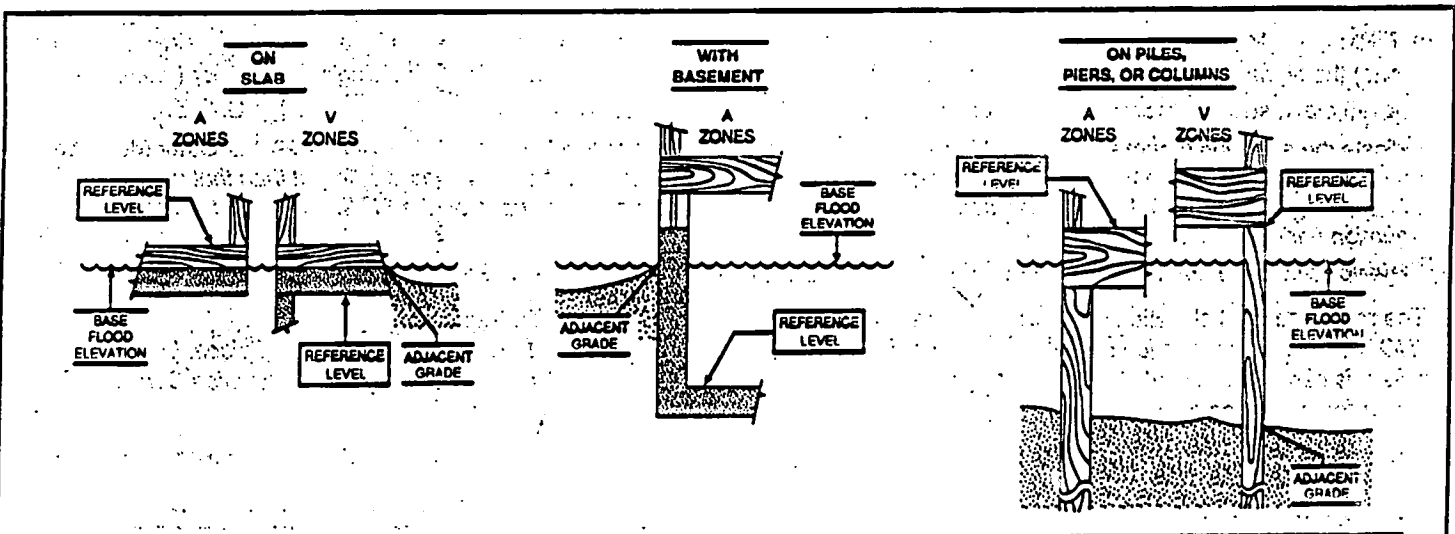 ON
SLAB
A
ZONES
V
ZONES
REFERENCE
LEVEL
BASE
FLOOD
ELEVATION
REFERENCE
LEVEL
ADJACENT
GRADE
WITH
BASEMENT
A
ZONES
BASE
FLOOD
ELEVATION
ADJACENT
GRADE
REFERENCE
LEVEL
ON PILES,
PIERS, OR COLUMNS
A
ZONES
V
ZONES
REFERENCE
LEVEL
REFERENCE
LEVEL
BASE
FLOOD
ELEVATION
ADJACENT
GRADE